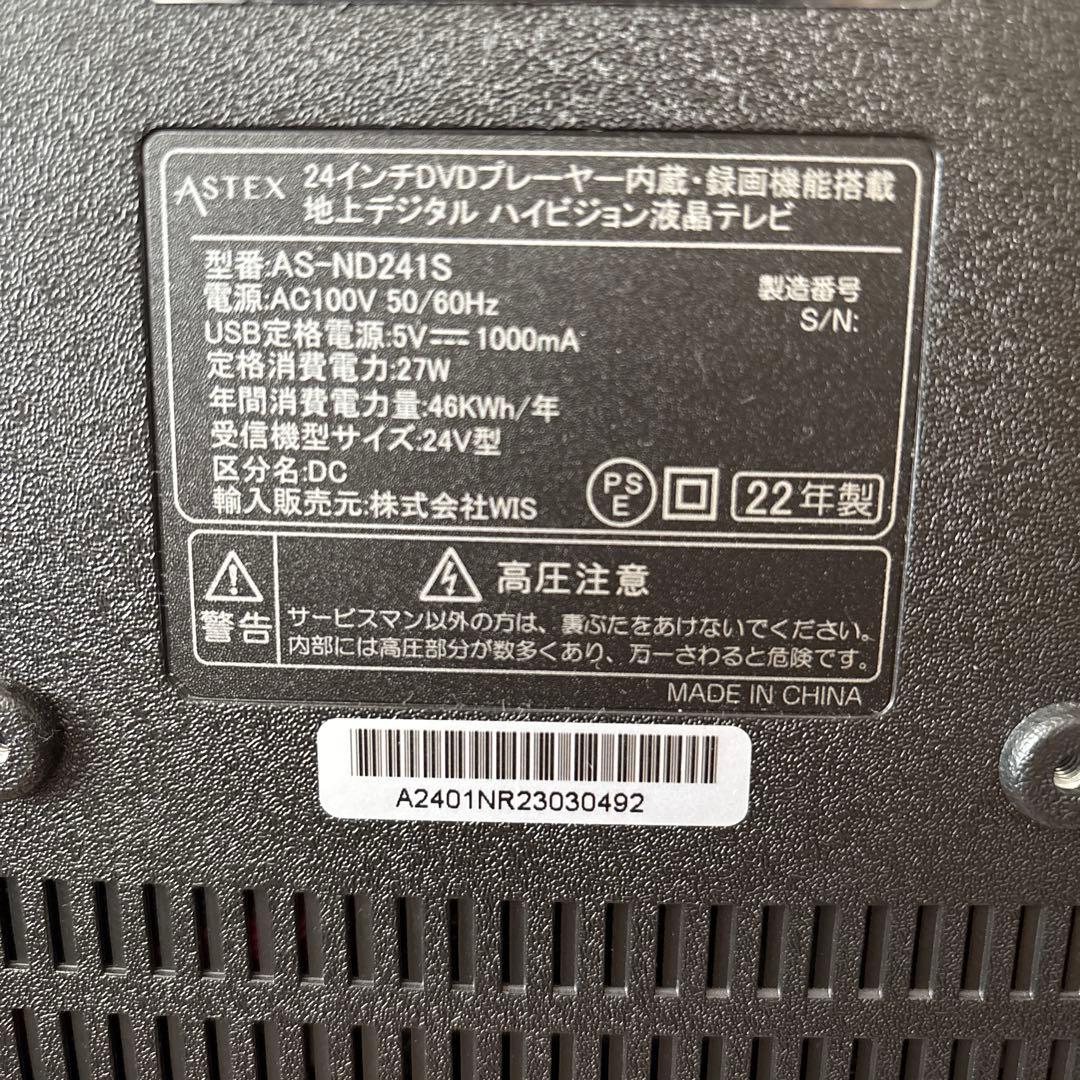 ASTEX
24インチDVDプレーヤー内蔵・録画機能搭載
地上デジタル ハイビジョン液晶テレビ
型番:AS-ND241S
電源:AC100V 50/60Hz
USB定格電源:5V⎓1000mA
定格消費電力:27W
年間消費電力量:46KWh/年
受信機型サイズ:24V型
区分名:DC
輸入販売元:株式会社WIS
製造番号
S/N:
PSE
22年製
警告
高圧注意
サービスマン以外の方は、裏ぶたをあけないでください。
内部には高圧部分が数多くあり、万一さわると危険です。
MADE IN CHINA
A2401NR23030492